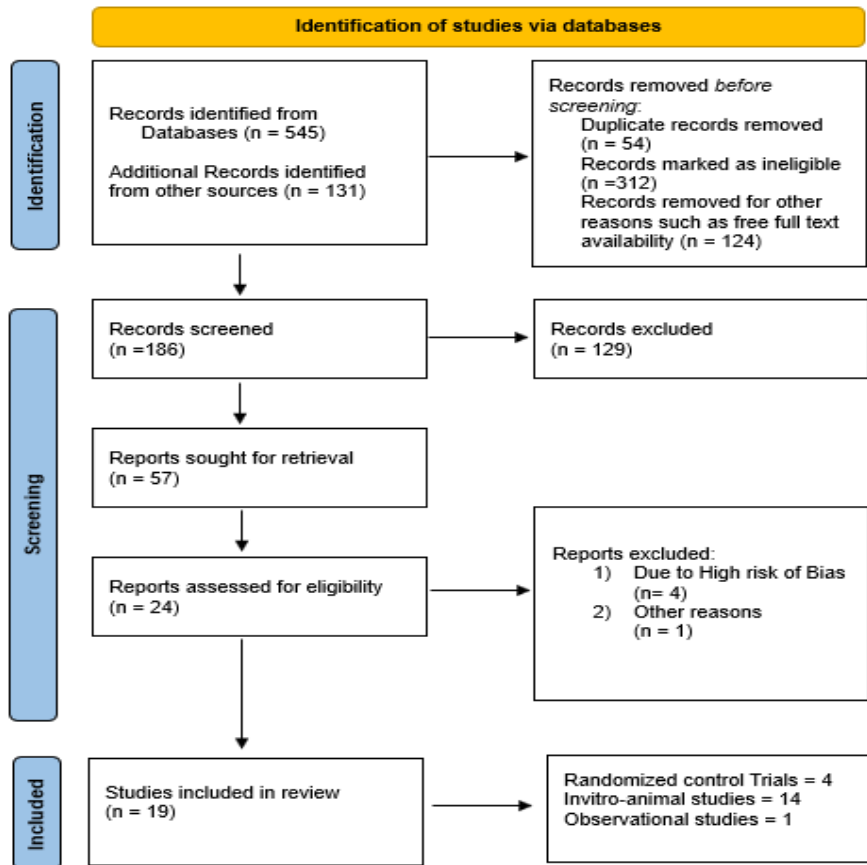 Identification of studies via databases
Identification
Records identified from
Databases (n = 545)
Additional Records identified
from other sources (n = 131)
Records removed before
screening:
Duplicate records removed
(n = 54)
Records marked as ineligible
(n =312)
Records removed for other
reasons such as free full text
availability (n = 124)
Screening
Records screened
(n =186)
Records excluded
(n = 129)
Reports sought for retrieval
(n = 57)
Reports assessed for eligibility
(n = 24)
Reports excluded:
1) Due to High risk of Bias
(n= 4)
2) Other reasons
(n = 1)
Included
Studies included in review
(n = 19)
Randomized control Trials = 4
Invitro-animal studies = 14
Observational studies = 1